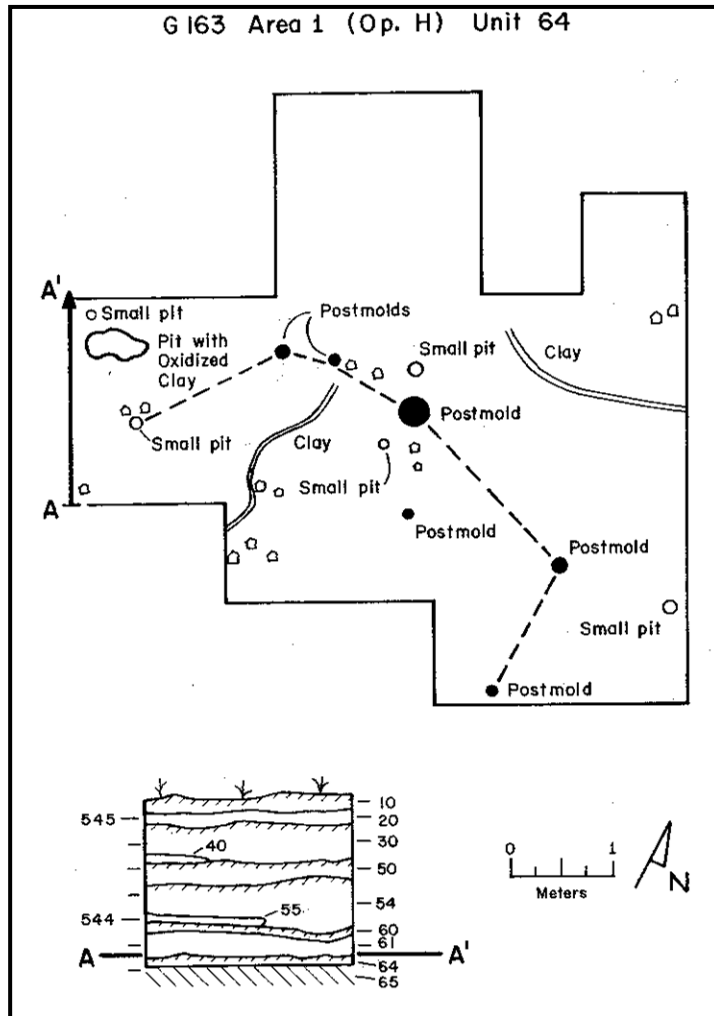 G 163 Area 1 (Op. H) Unit 64
A'
Small pit
Pit with
Oxidized
Clay
Postmolds
Small pit
Clay
Postmold
Small pit
Clay
Small pit
A
Postmold
Postmold
Small pit
Postmold
545
544
10
20
30
40
50
54
55
60
61
64
65
A
A'
0 1
Meters
N